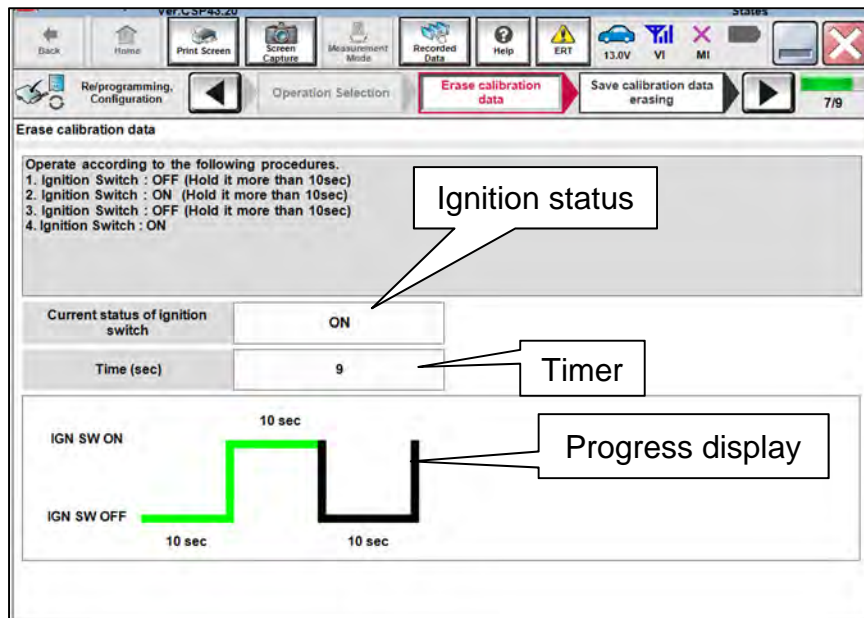 Ver.CSP43.20
States
Back
Home
Print Screen
Screen
Capture
Measurement
Mode
Recorded
Data
Help
ERT
13.0V
VI
MI
Re/programming,
Configuration
Operation Selection
Erase calibration
data
Save calibration data
erasing
7/9
Erase calibration data
Operate according to the following procedures.
1. Ignition Switch : OFF (Hold it more than 10sec)
2. Ignition Switch : ON (Hold it more than 10sec)
3. Ignition Switch : OFF (Hold it more than 10sec)
4. Ignition Switch : ON
Ignition status
Current status of ignition
switch
ON
Time (sec)
9
Timer
10 sec
IGN SW ON
Progress display
IGN SW OFF
10 sec
10 sec